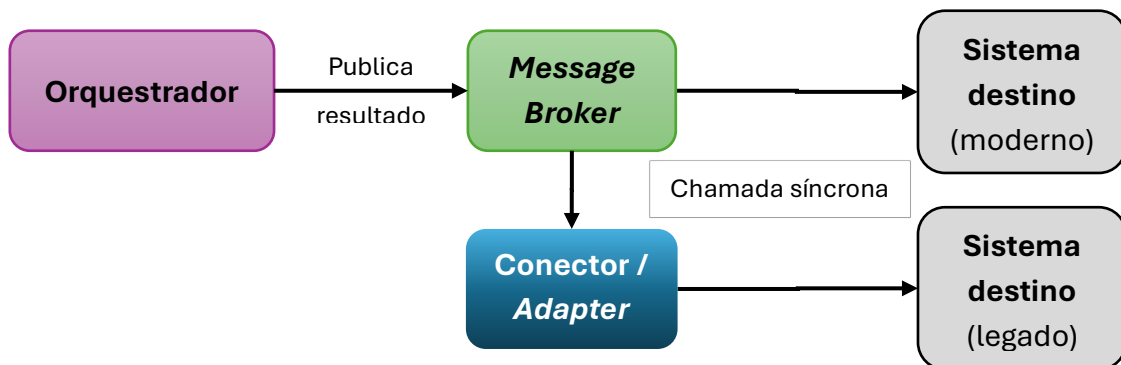 Orquestrador
Publica
resultado
Message
Broker
Sistema
destino
(moderno)
Chamada síncrona
Conector /
Adapter
Sistema
destino
(legado)